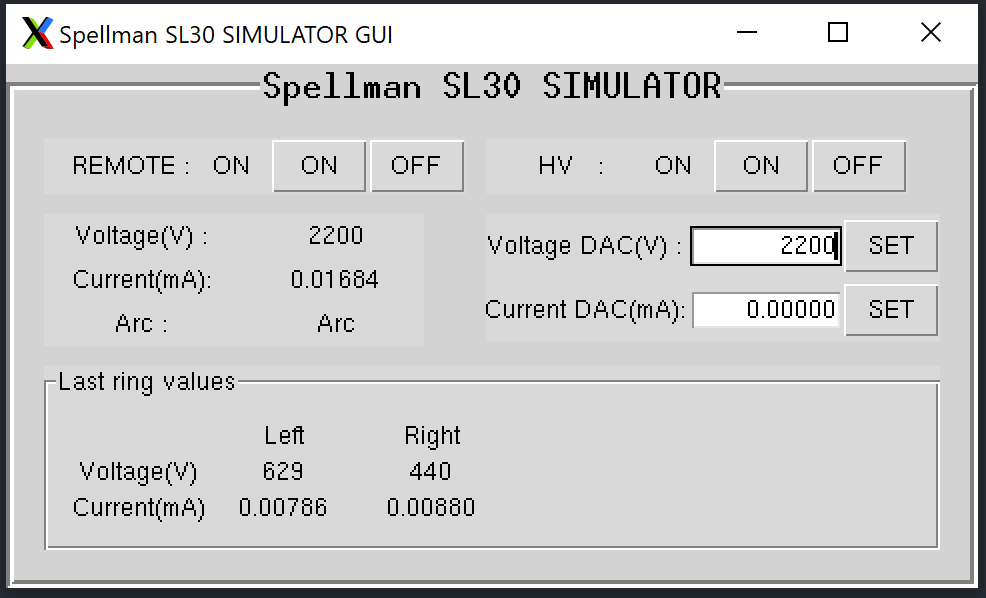 Spellman SL30 SIMULATOR GUI
Spellman SL30 SIMULATOR
REMOTE : ON ON OFF HV : ON ON OFF
Voltage(V) : 2200 Voltage DAC(V) : 2200 SET
Current(mA): 0.01684
Current DAC(mA): 0.00000 SET
Arc : Arc
Last ring values
Left Right
Voltage(V) 629 440
Current(mA) 0.00786 0.00880